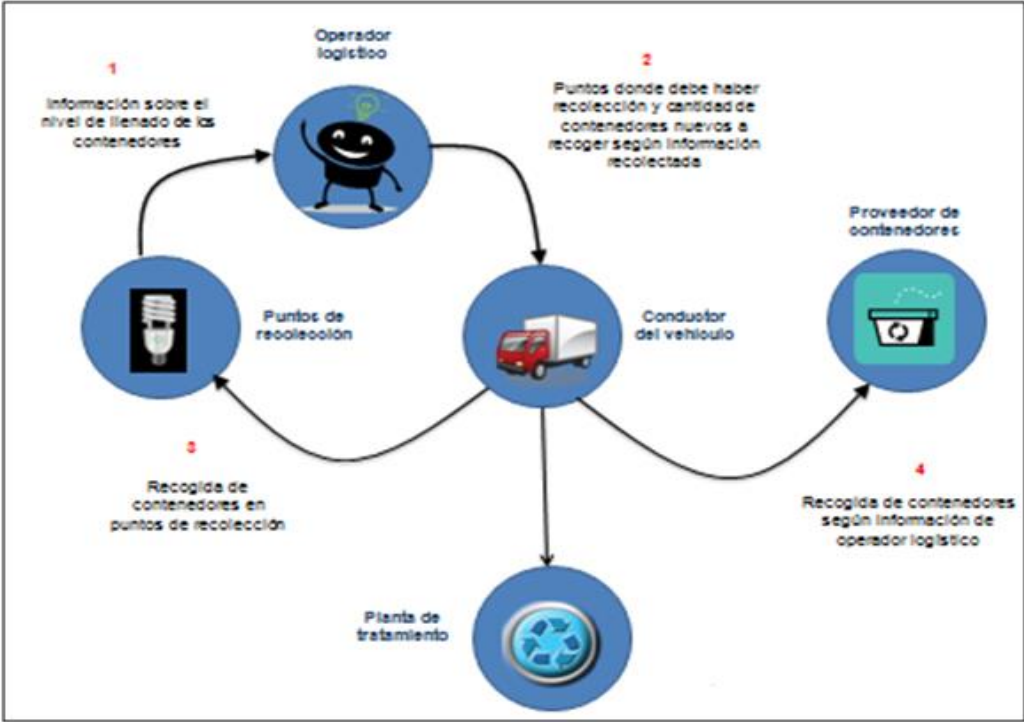 Operador
logístico
1
Información sobre el
nivel de llenado de los
contenedores
2
Puntos donde debe haber
recolección y cantidad de
contenedores nuevos a
recoger según información
recolectada
Proveedor de
contenedores
Puntos de
recolección
Conductor
del vehículo
3
Recogida de
contenedores en
puntos de recolección
4
Recogida de contenedores
según información de
operador logístico
Planta de
tratamiento